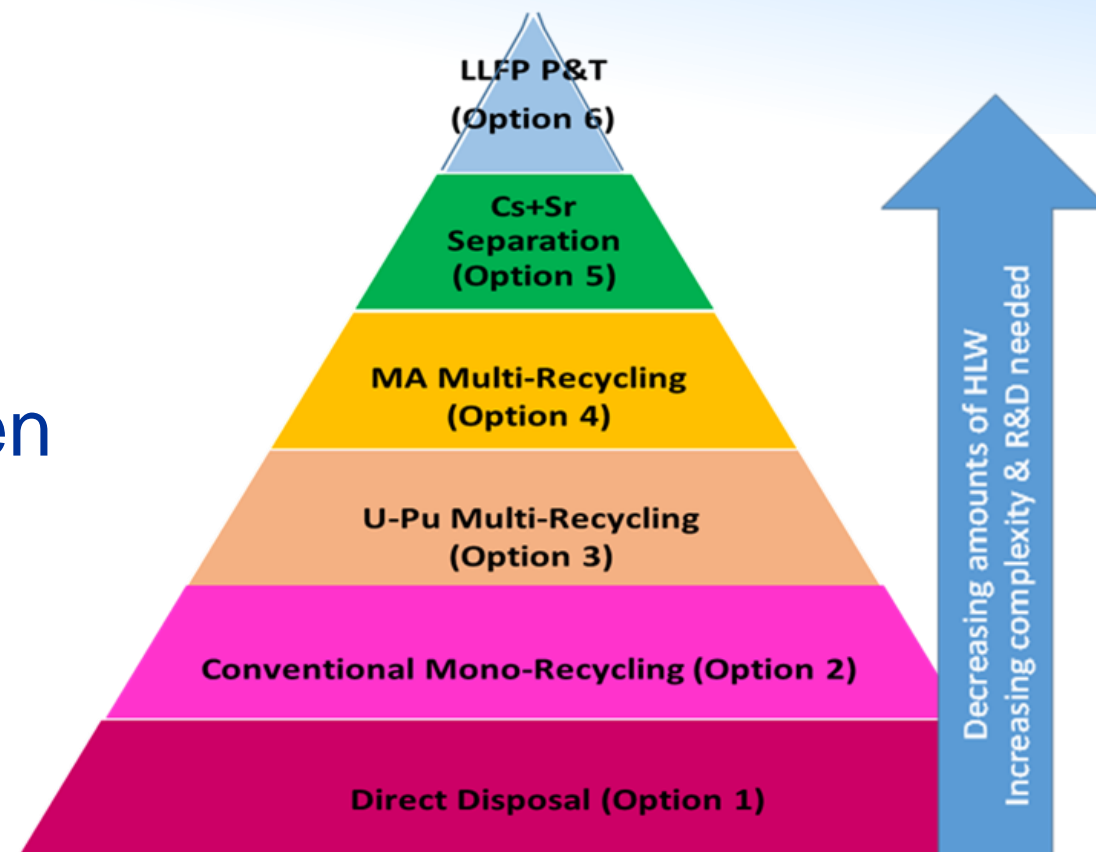 LLFP P&T
(Option 6)
Cs+Sr
Separation
(Option 5)
MA Multi-Recycling
(Option 4)
U-Pu Multi-Recycling
(Option 3)
Conventional Mono-Recycling (Option 2)
Direct Disposal (Option 1)
Decreasing amounts of HLW
Increasing complexity & R&D needed